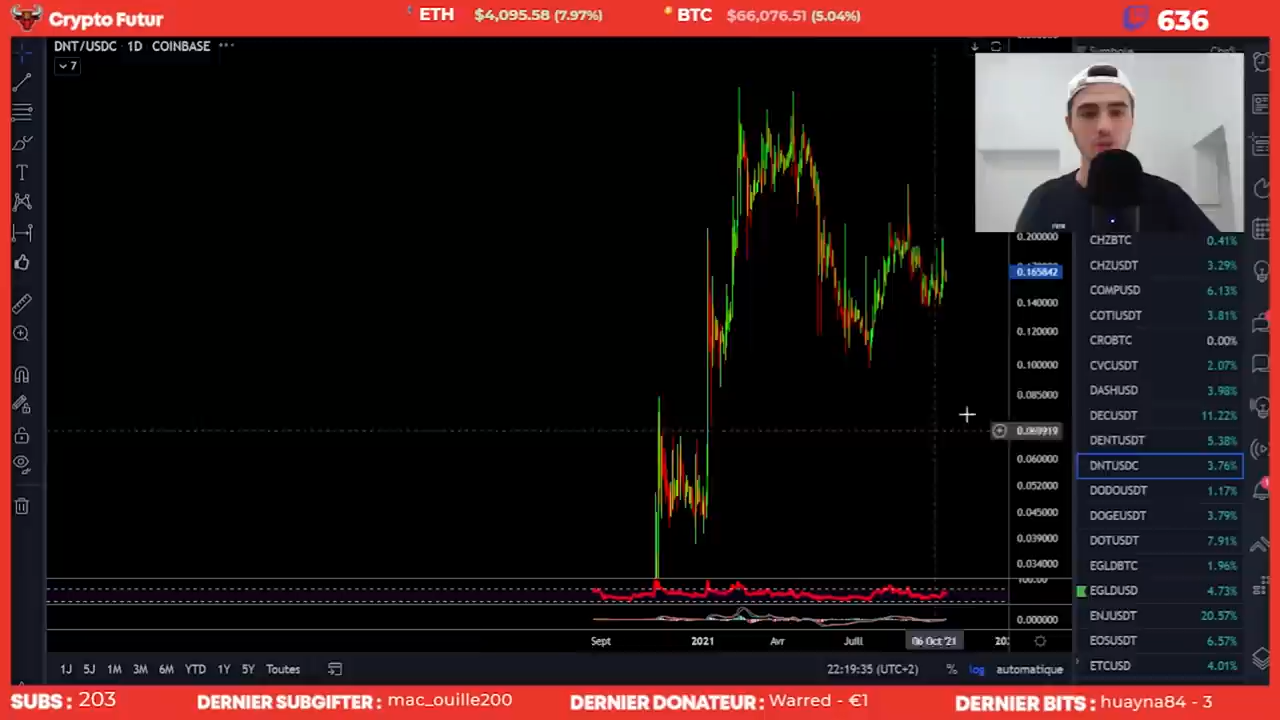 Crypto Futur
ETH $4,095.58 (7.97%)
BTC $66,076.51 (5.04%)
636
DNT/USDC 1D COINBASE
7
0.200000
0.165842
0.140000
0.120000
0.100000
0.085000
0.060000
0.052000
0.045000
0.039000
0.034000
100.00
0.000000
Sept 2021 Avr Juill 06 Oct '21
1J 5J 1M 3M 6M YTD 1Y 5Y Toutes
22:19:35 (UTC+2) % log automatique
CHZBTC 0.41%
CHZUSDT 3.29%
COMPUSD 6.13%
COTIUSDT 3.81%
CROBTC 0.00%
CVCUSDT 2.07%
DASHUSD 3.98%
DECUSDT 11.22%
DENTUSDT 5.38%
DNTUSDC 3.76%
DODOUSDT 1.17%
DOGEUSDT 3.79%
DOTUSDT 7.91%
EGLDBTC 1.96%
EGLDUSD 4.73%
ENJUSDT 20.57%
EOSUSDT 6.57%
ETCUSD 4.01%
SUBS : 203
DERNIER SUBGIFTER : mac_ouille200
DERNIER DONATEUR : Warred - €1
DERNIER BITS : huayna84 - 3